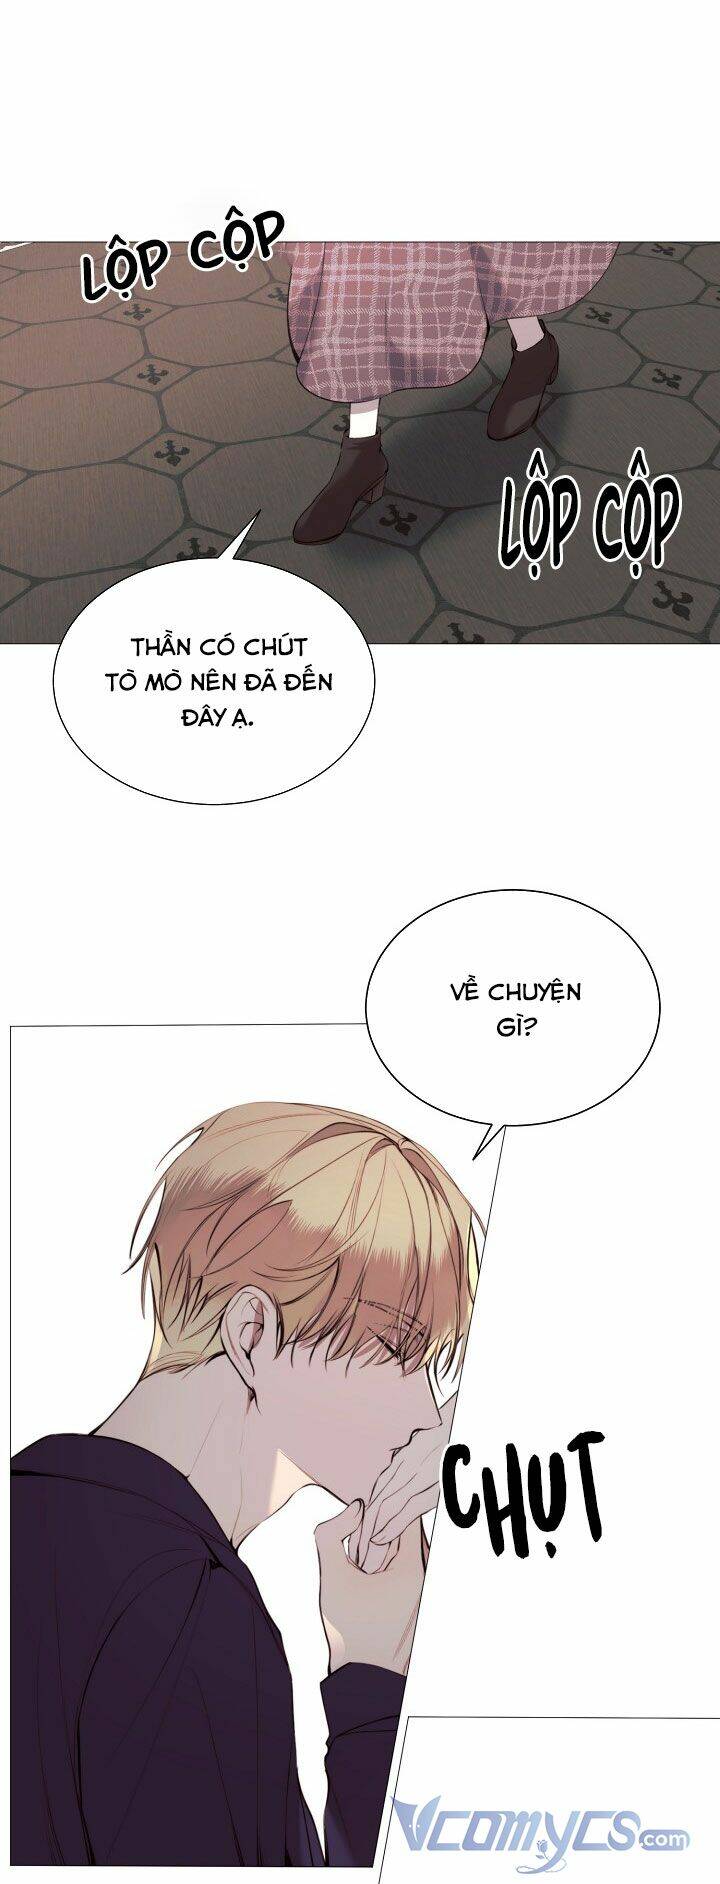 LỘP CỘP
LỘP CỘP
THẦN CÓ CHÚT
TÒ MÒ NÊN ĐÃ ĐẾN
ĐÂY Ạ.
VỀ CHUYỆN
GÌ?
CHỤT
VCOMYCS.com